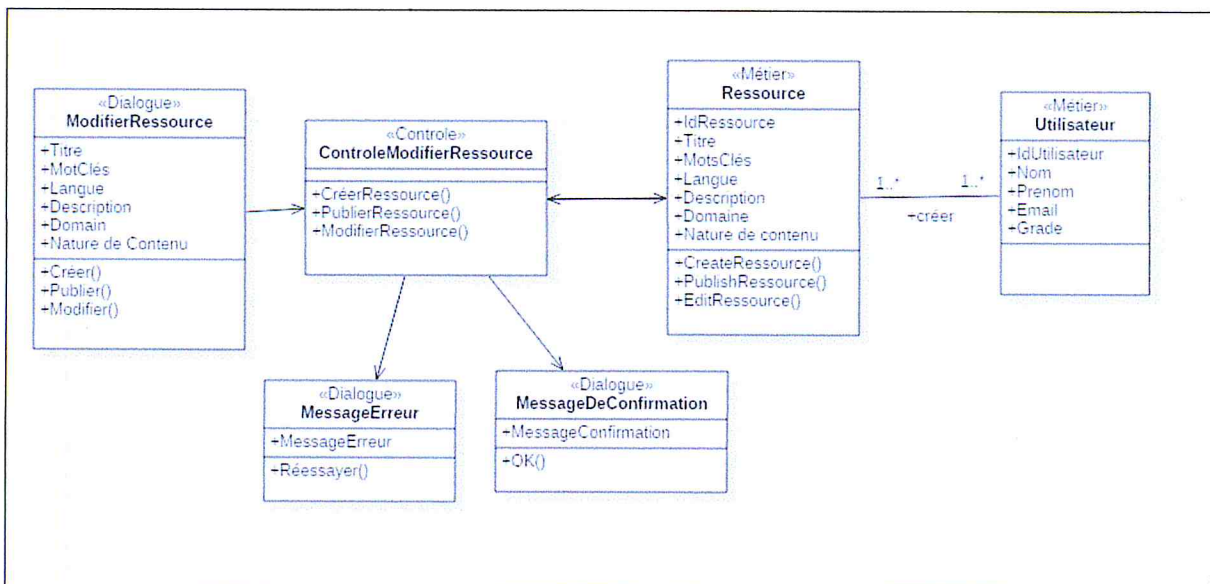 «Dialogue»
ModifierRessource
+Titre
+MotClés
+Langue
+Description
+Domain
+Nature de Contenu
+Créer()
+Publier()
+Modifier()
«Controle»
ControleModifierRessource
+CréerRessource()
+PublierRessource()
+ModifierRessource()
«Métier»
Ressource
+IdRessource
+Titre
+MotsClés
+Langue
+Description
+Domaine
+Nature de contenu
+CreateRessource()
+PublishRessource()
+EditRessource()
1..*
1..*
+créer
«Métier»
Utilisateur
+IdUtilisateur
+Nom
+Prenom
+Email
+Grade
«Dialogue»
MessageErreur
+MessageErreur
+Réessayer()
«Dialogue»
MessageDeConfirmation
+MessageConfirmation
+OK()